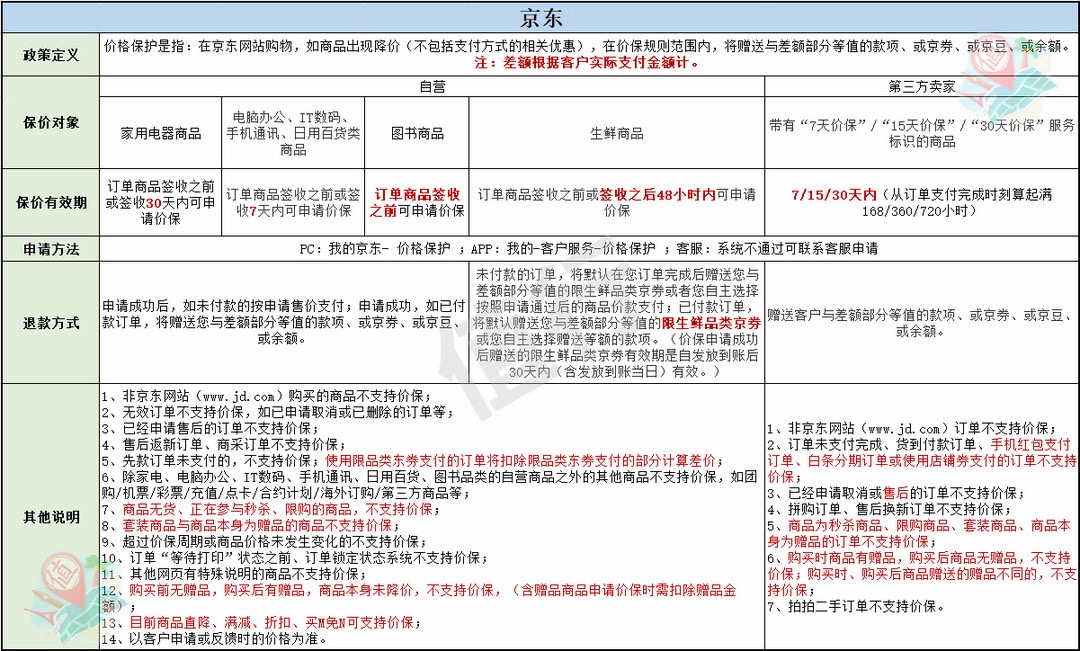 京东
政策定义
价格保护是指：在京东网站购物，如商品出现降价（不包括支付方式的相关优惠），在价保规则范围内，将赠送与差额部分等值的款项、或京券、或京豆、或余额。
注：差额根据客户实际支付金额计。
保价对象
自营
第三方卖家
家用电器商品
电脑办公、IT数码、
手机通讯、日用百货类
商品
图书商品
生鲜商品
带有“7天价保”/“15天价保”/“30天价保”服务
标识的商品
保价有效期
订单商品签收之前
或签收30天内可申
请价保
订单商品签收之前或签
收7天内可申请价保
订单商品签收
之前可申请价保
订单商品签收之前或签收之后48小时内可申请
价保
7/15/30天内（从订单支付完成时刻算起满
168/360/720小时）
申请方法
PC：我的京东- 价格保护 ；APP：我的-客户服务-价格保护 ；客服：系统不通过可联系客服申请
退款方式
申请成功后，如未付款的按申请售价支付；申请成功，如已付
款订单，将赠送您与差额部分等值的款项、或京券、或京豆、
或余额。
未付款的订单，将默认在您订单完成后赠送您与
差额部分等值的限生鲜品类京券或者您自主选择
按照申请通过后的商品价款支付；已付款订单，
将默认赠送您与差额部分等值的限生鲜品类京券
或您自主选择赠送等额的款项。（价保申请成功
后赠送的限生鲜品类京券有效期是自发放到账后
30天内（含发放到账当日）有效。）
赠送客户与差额部分等值的款项、或京券、或京豆、
或余额。
其他说明
1、非京东网站（www.jd.com）购买的商品不支持价保；
2、无效订单不支持价保，如已申请取消或已删除的订单等；
3、已经申请售后的订单不支持价保；
4、售后返新订单、商采订单不支持价保；
5、先款订单未支付的，不支持价保；使用限品类东券支付的订单将扣除限品类东券支付的部分计算差价；
6、除家电、电脑办公、IT数码、手机通讯、日用百货、图书品类的自营商品之外的其他商品不支持价保，如团
购/机票/彩票/充值/点卡/合约计划/海外订购/第三方商品等；
7、商品无货、正在参与秒杀、限购的商品，不支持价保；
8、套装商品与商品本身为赠品的商品不支持价保；
9、超过价保周期或商品价格未发生变化的不支持价保；
10、订单“等待打印”状态之前、订单锁定状态系统不支持价保；
11、其他网页有特殊说明的商品不支持价保；
12、购买前无赠品，购买后有赠品，商品本身未降价，不支持价保，（含赠品商品申请价保时需扣除赠品金
额）；
13、目前商品直降、满减、折扣、买M免N可支持价保；
14、以客户申请或反馈时的价格为准。
1、非京东网站（www.jd.com）订单不支持价保；
2、订单未支付完成、货到付款订单、手机红包支付
订单、白条分期订单或使用店铺券支付的订单不支持
价保；
3、已经申请取消或售后的订单不支持价保；
4、拼购订单、售后换新订单不支持价保；
5、商品为秒杀商品、限购商品、套装商品、商品本
身为赠品的订单不支持价保；
6、购买时商品有赠品，购买后商品无赠品，不支持
价保；购买时、购买后商品赠送的赠品不同的，不支
持价保；
7、拍拍二手订单不支持价保。
值
值